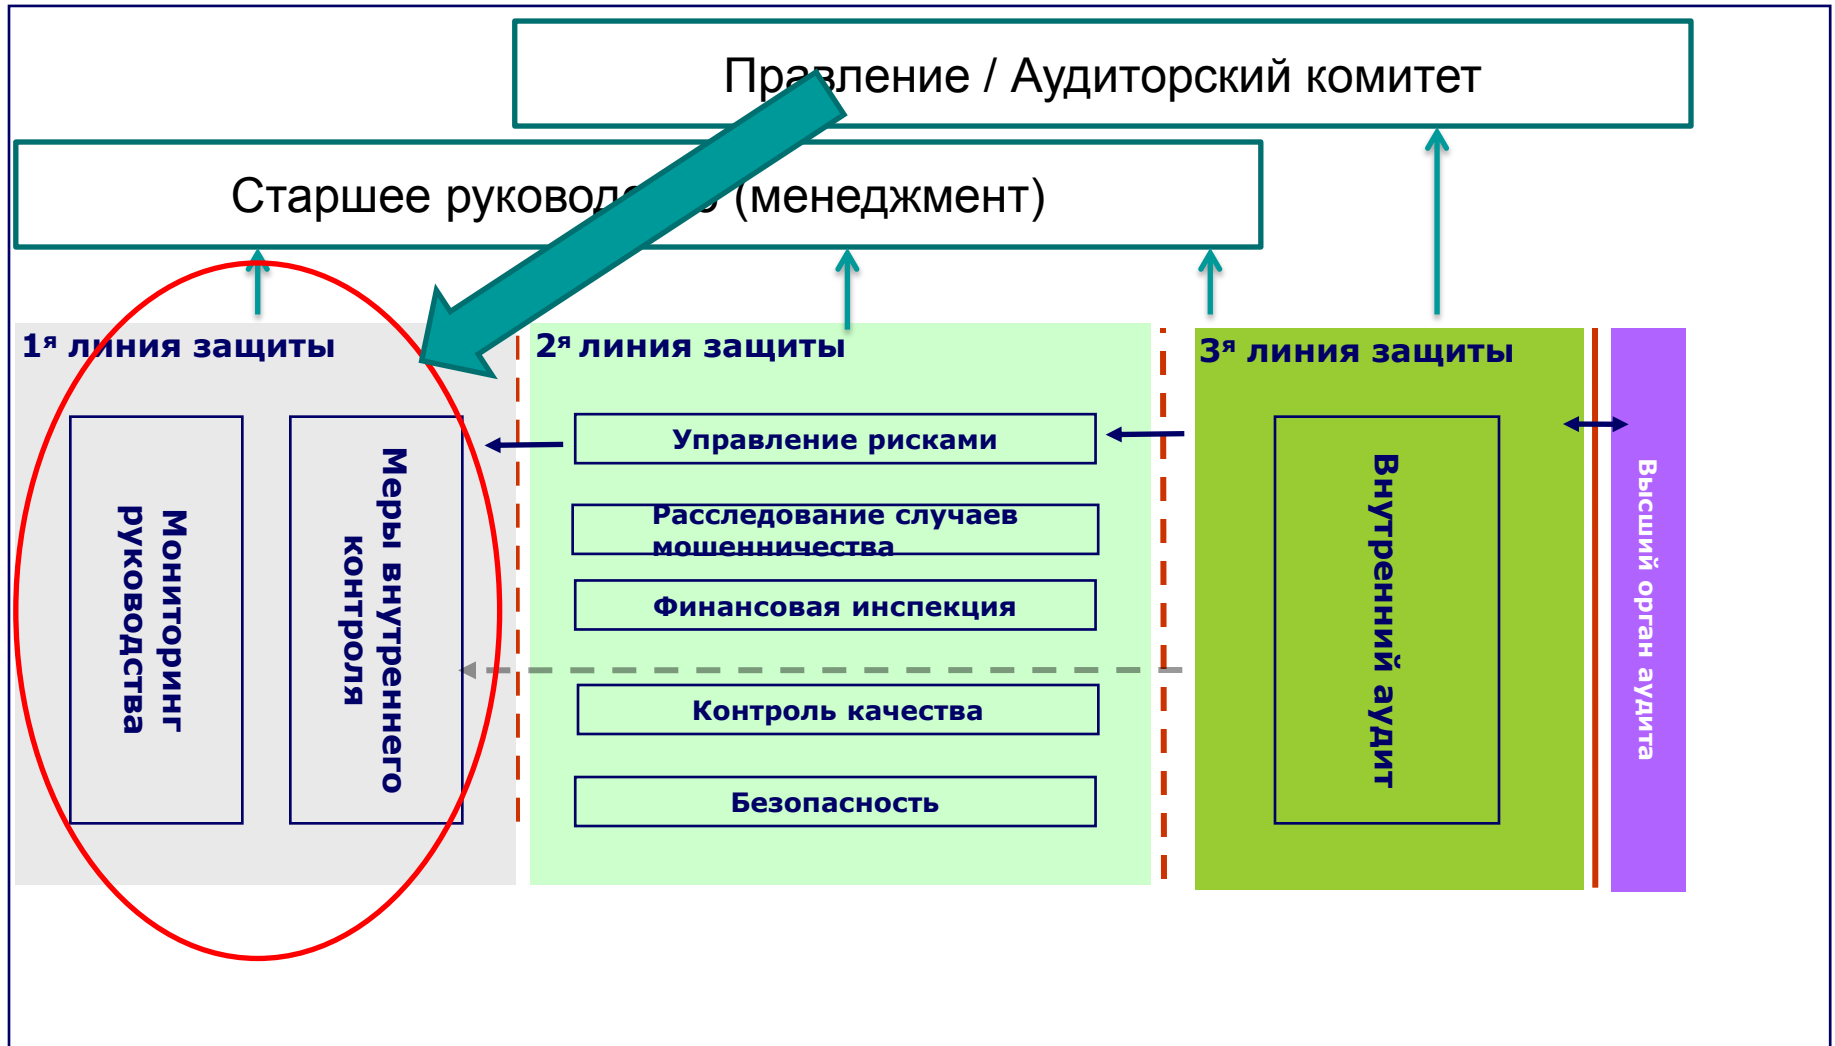 Правление / Аудиторский комитет
Старшее руковод о (менеджмент)
1я линия защиты
Мониторинг
руководства
Меры внутреннего
контроля
2я линия защиты
Управление рисками
Расследование случаев
мошенничества
Финансовая инспекция
Контроль качества
Безопасность
3я линия защиты
Внутренний аудит
Высший орган аудита